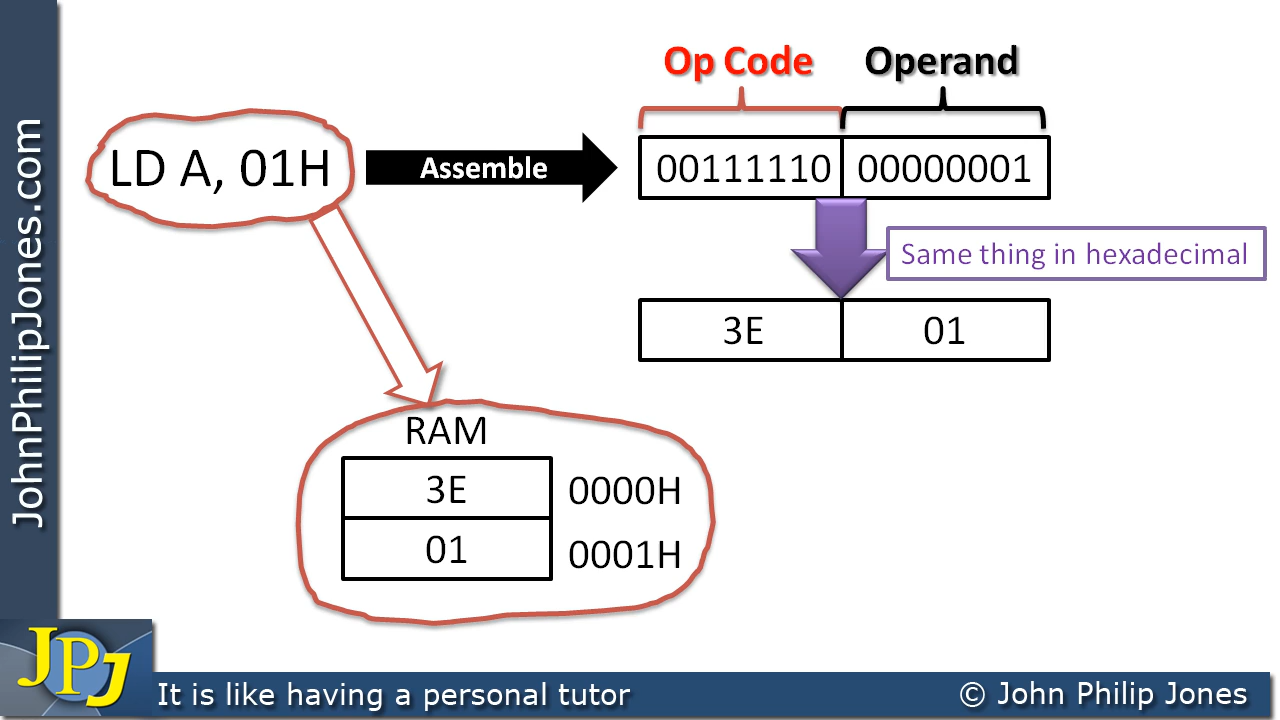 Op Code Operand
LD A, 01H
Assemble
00111110 00000001
Same thing in hexadecimal
3E 01
RAM
3E 0000H
01 0001H
JohnPhilipJones.com
JPJ
It is like having a personal tutor
© John Philip Jones